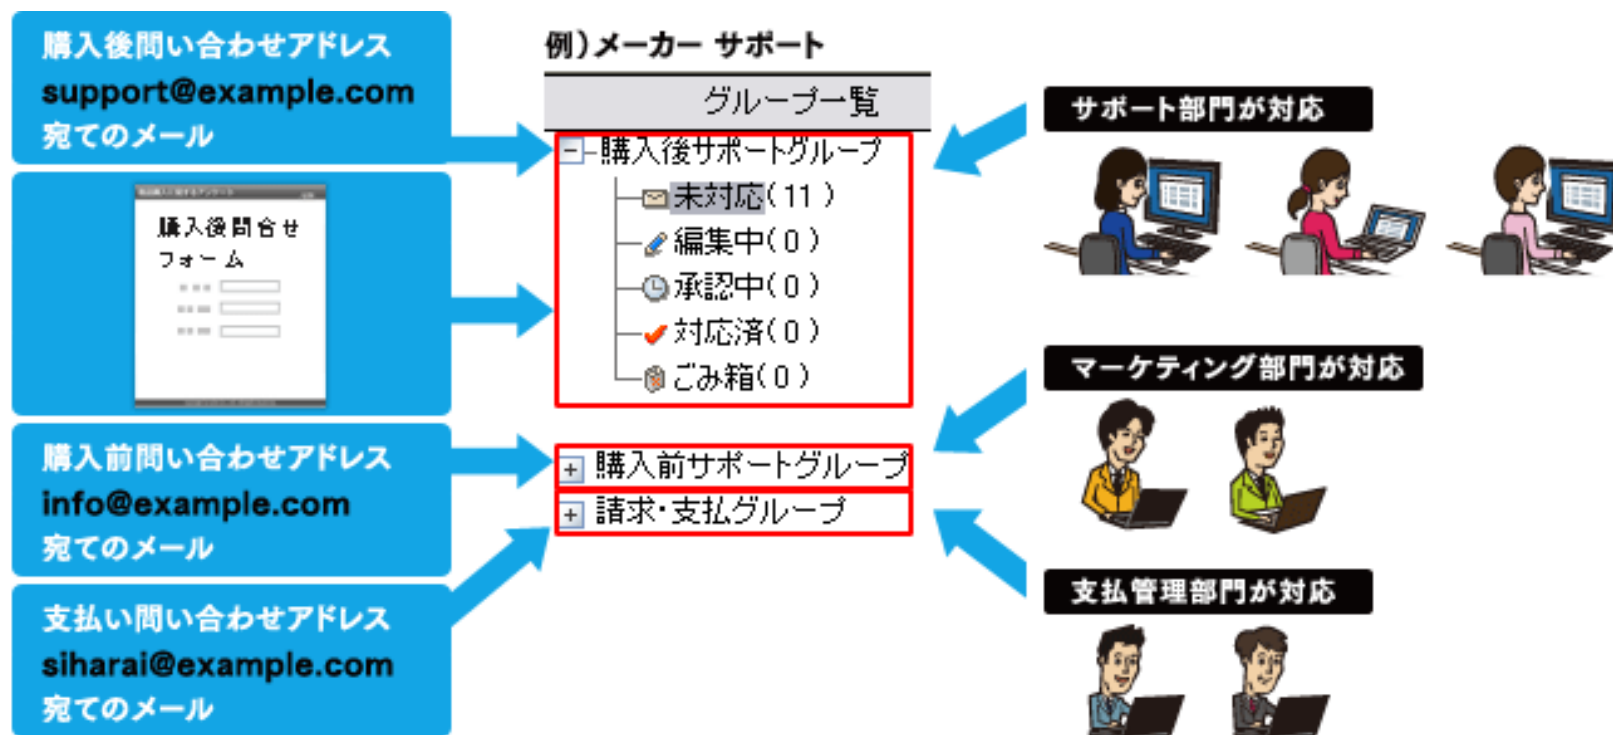 購入後問い合わせアドレス
support@example.com
宛てのメール
購入後問合せ
フォーム
購入前問い合わせアドレス
info@example.com
宛てのメール
支払い問い合わせアドレス
siharai@example.com
宛てのメール
例)メーカー サポート
グループ一覧
購入後サポートグループ
未対応(11)
編集中(0)
承認中(0)
対応済(0)
ごみ箱(0)
購入前サポートグループ
請求・支払グループ
サポート部門が対応
マーケティング部門が対応
支払管理部門が対応